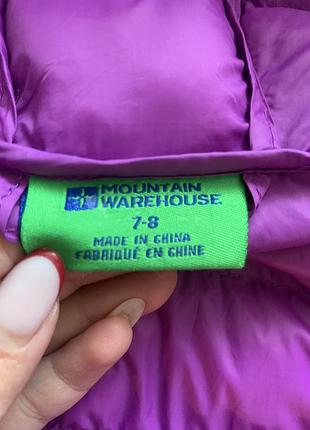 MOUNTAIN
WAREHOUSE
7-8
MADE IN CHINA
FABRIQUÉ EN CHINE